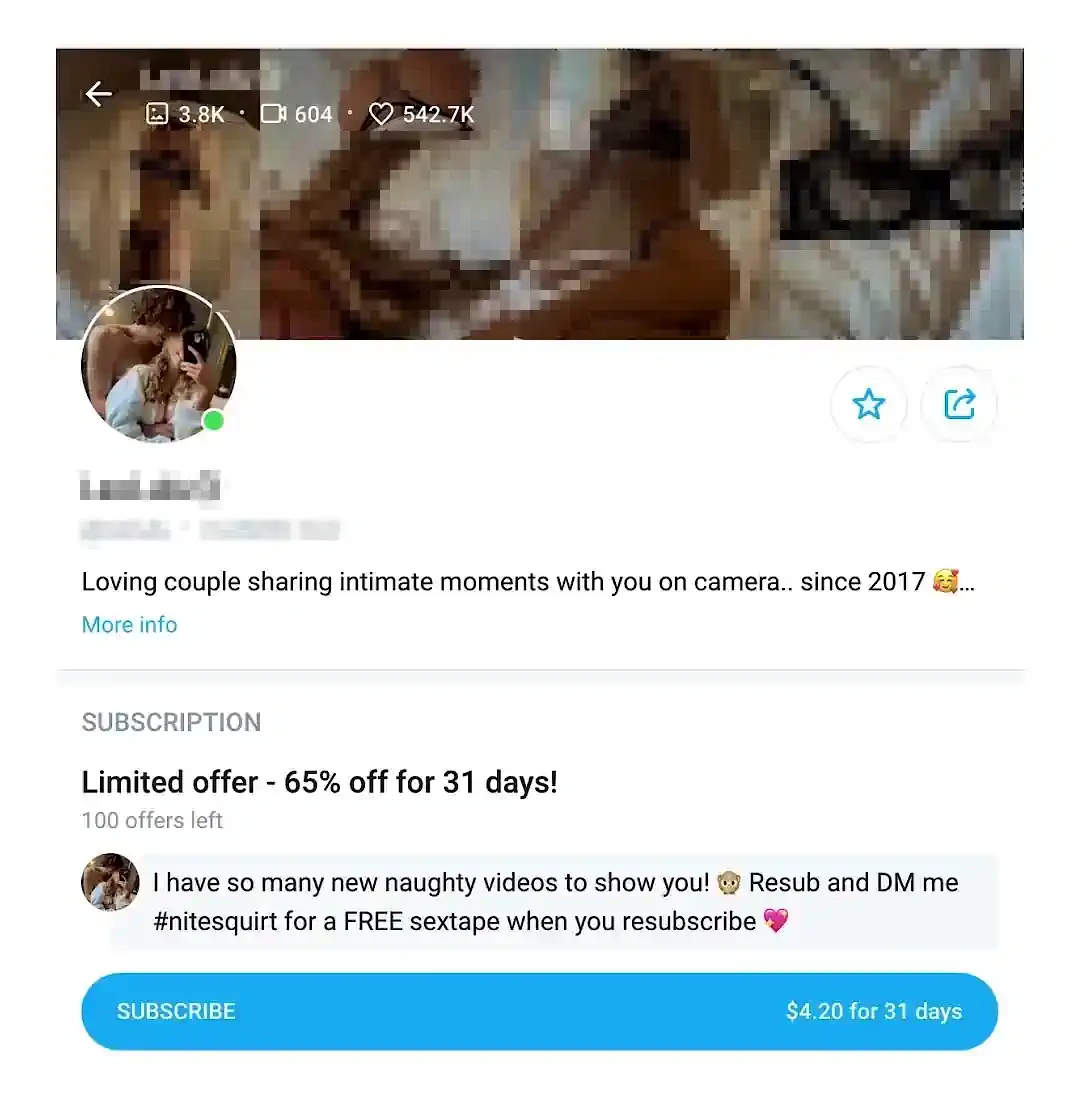 3.8K · 604 · 542.7K
Loving couple sharing intimate moments with you on camera.. since 2017 🥰...
More info
SUBSCRIPTION
Limited offer - 65% off for 31 days!
100 offers left
I have so many new naughty videos to show you! 🙊 Resub and DM me
#nitesquirt for a FREE sextape when you resubscribe 💖
SUBSCRIBE $4.20 for 31 days